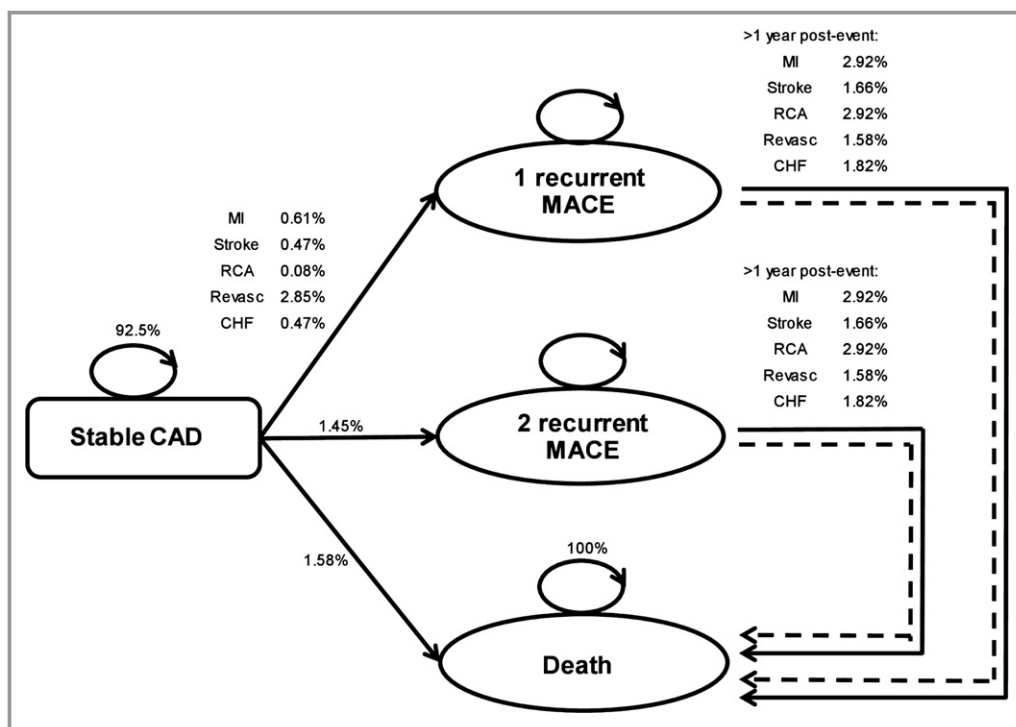 >1 year post-event:
MI 2.92%
Stroke 1.66%
RCA 2.92%
Revasc 1.58%
CHF 1.82%
1 recurrent
MACE
MI 0.61%
Stroke 0.47%
RCA 0.08%
Revasc 2.85%
CHF 0.47%
>1 year post-event:
MI 2.92%
Stroke 1.66%
RCA 2.92%
Revasc 1.58%
CHF 1.82%
92.5%
Stable CAD
1.45%
2 recurrent
MACE
1.58%
100%
Death